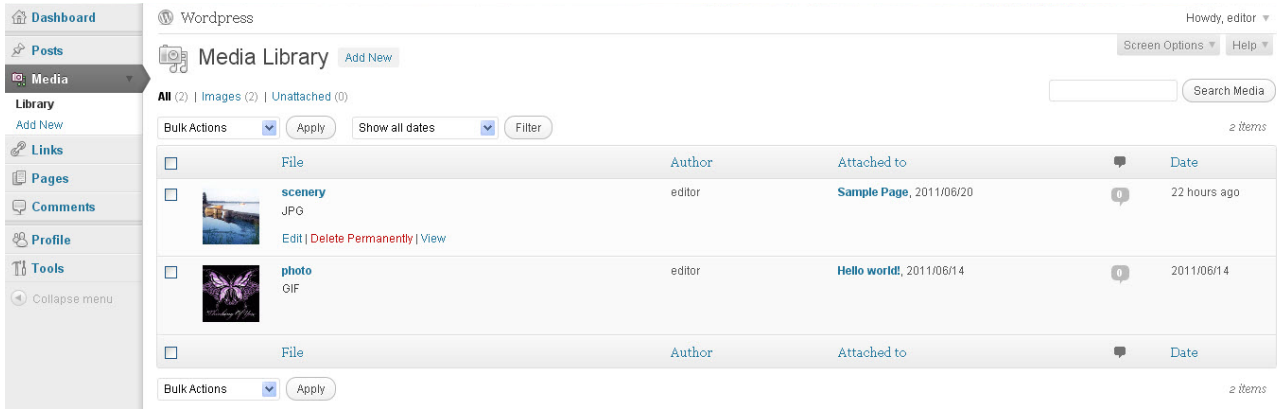 Dashboard
Posts
Media
Library
Add New
Links
Pages
Comments
Profile
Tools
Collapse menu
Wordpress
Howdy, editor
Media Library Add New
Screen Options Help
All (2) | Images (2) | Unattached (0)
Search Media
Bulk Actions Apply Show all dates Filter 2 items
File Author Attached to Date
scenery editor Sample Page, 2011/06/20 0 22 hours ago
JPG
Edit | Delete Permanently | View
photo editor Hello world!, 2011/06/14 0 2011/06/14
GIF
File Author Attached to Date
Bulk Actions Apply 2 items